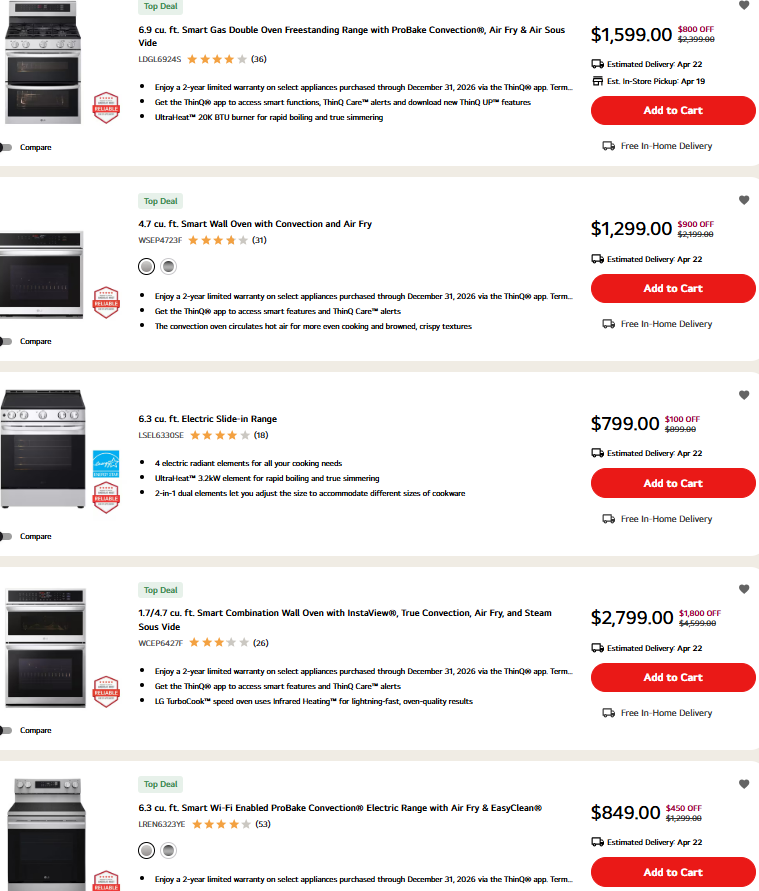 Top Deal
6.9 cu. ft. Smart Gas Double Oven Freestanding Range with ProBake Convection®, Air Fry & Air Sous
Vide
LDGL6924S (36)
Enjoy a 2-year limited warranty on select appliances purchased through December 31, 2026 via the ThinQ® app. Term...
Get the ThinQ® app to access smart functions, ThinQ Care™ alerts and download new ThinQ UP™ features
UltraHeat™ 20K BTU burner for rapid boiling and true simmering
RELIABLE
Compare
$1,599.00 $800 OFF
$2,399.00
Estimated Delivery* Apr 22
Est. In-Store Pickup* Apr 19
Add to Cart
Free In-Home Delivery
Top Deal
4.7 cu. ft. Smart Wall Oven with Convection and Air Fry
WSEP4723F (31)
Enjoy a 2-year limited warranty on select appliances purchased through December 31, 2026 via the ThinQ® app. Term...
Get the ThinQ® app to access smart features and ThinQ Care™ alerts
The convection oven circulates hot air for more even cooking and browned, crispy textures
RELIABLE
Compare
$1,299.00 $900 OFF
$2,199.00
Estimated Delivery* Apr 22
Add to Cart
Free In-Home Delivery
6.3 cu. ft. Electric Slide-in Range
LSEL6330SE (18)
4 electric radiant elements for all your cooking needs
UltraHeat™ 3.2kW element for rapid boiling and true simmering
2-in-1 dual elements let you adjust the size to accommodate different sizes of cookware
RELIABLE
Compare
$799.00 $100 OFF
$899.00
Estimated Delivery* Apr 22
Add to Cart
Free In-Home Delivery
Top Deal
1.7/4.7 cu. ft. Smart Combination Wall Oven with InstaView®, True Convection, Air Fry, and Steam
Sous Vide
WCEP6427F (26)
Enjoy a 2-year limited warranty on select appliances purchased through December 31, 2026 via the ThinQ® app. Term...
Get the ThinQ® app to access smart features and ThinQ Care™ alerts
LG TurboCook™ speed oven uses Infrared Heating™ for lightning-fast, oven-quality results
RELIABLE
Compare
$2,799.00 $1,800 OFF
$4,599.00
Estimated Delivery* Apr 22
Add to Cart
Free In-Home Delivery
Top Deal
6.3 cu. ft. Smart Wi-Fi Enabled ProBake Convection® Electric Range with Air Fry & EasyClean®
LREN6323YE (53)
Enjoy a 2-year limited warranty on select appliances purchased through December 31, 2026 via the ThinQ® app. Term...
RELIABLE
$849.00 $450 OFF
$1,299.00
Estimated Delivery* Apr 22
Add to Cart